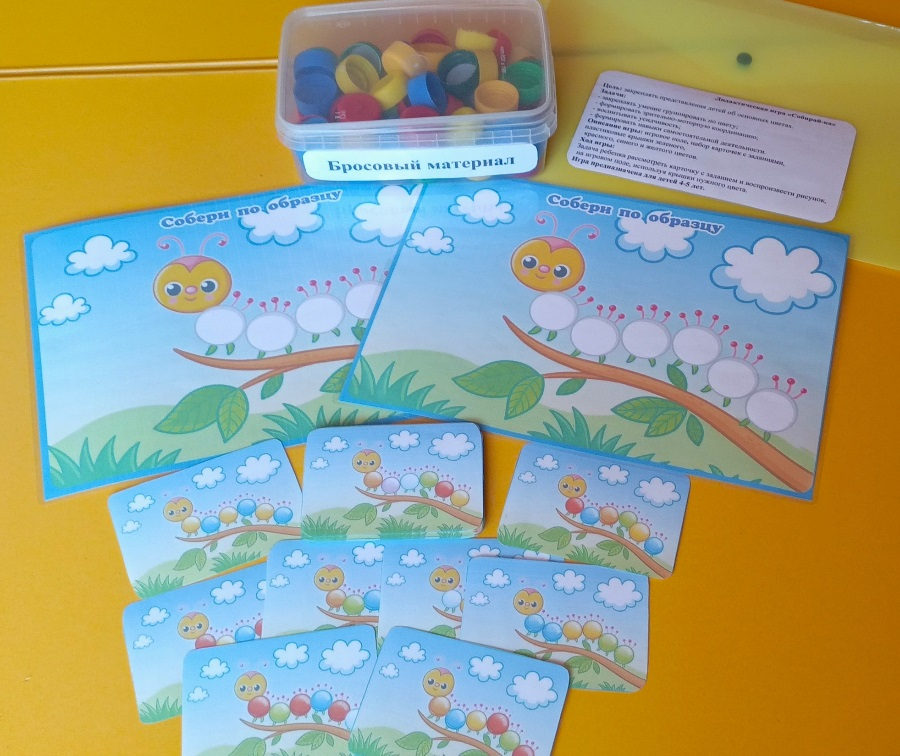 Бросовый материал
Дидактическая игра «Собирай-ка»
Цель: закреплять представления детей об основных цветах.
Задачи:
- закреплять умение группировать по цвету;
- формировать зрительно-моторную координацию;
- воспитывать усидчивость;
- формировать навыки самостоятельной деятельности.
Описание игры: игровое поле, набор карточек с заданиями,
пластиковые крышки зеленого,
красного, синего и желтого цветов.
Ход игры:
Задача ребенка рассмотреть карточку с заданием и воспроизвести рисунок,
на игровом поле, используя крышки нужного цвета.
Игра предназначена для детей 4-5 лет.
Собери по образцу
Собери по образцу